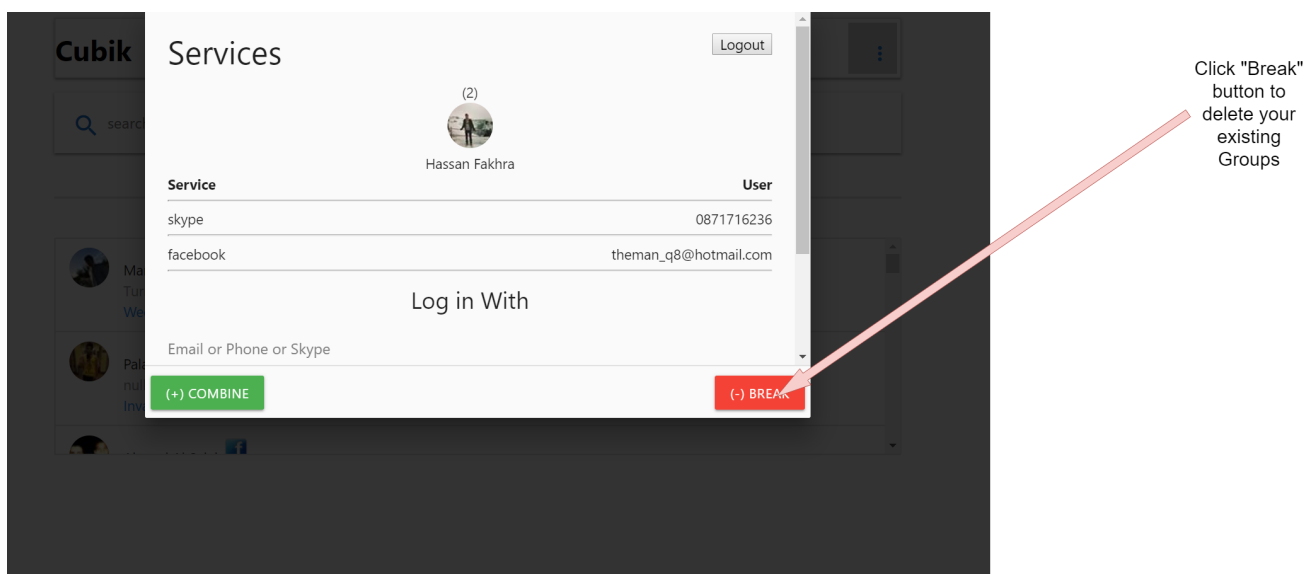 Cubik
Services
Logout
(2)
Hassan Fakhra
Service User
skype 0871716236
facebook theman_q8@hotmail.com
Log in With
Email or Phone or Skype
(+) COMBINE
(-) BREAK
Click "Break"
button to
delete your
existing
Groups